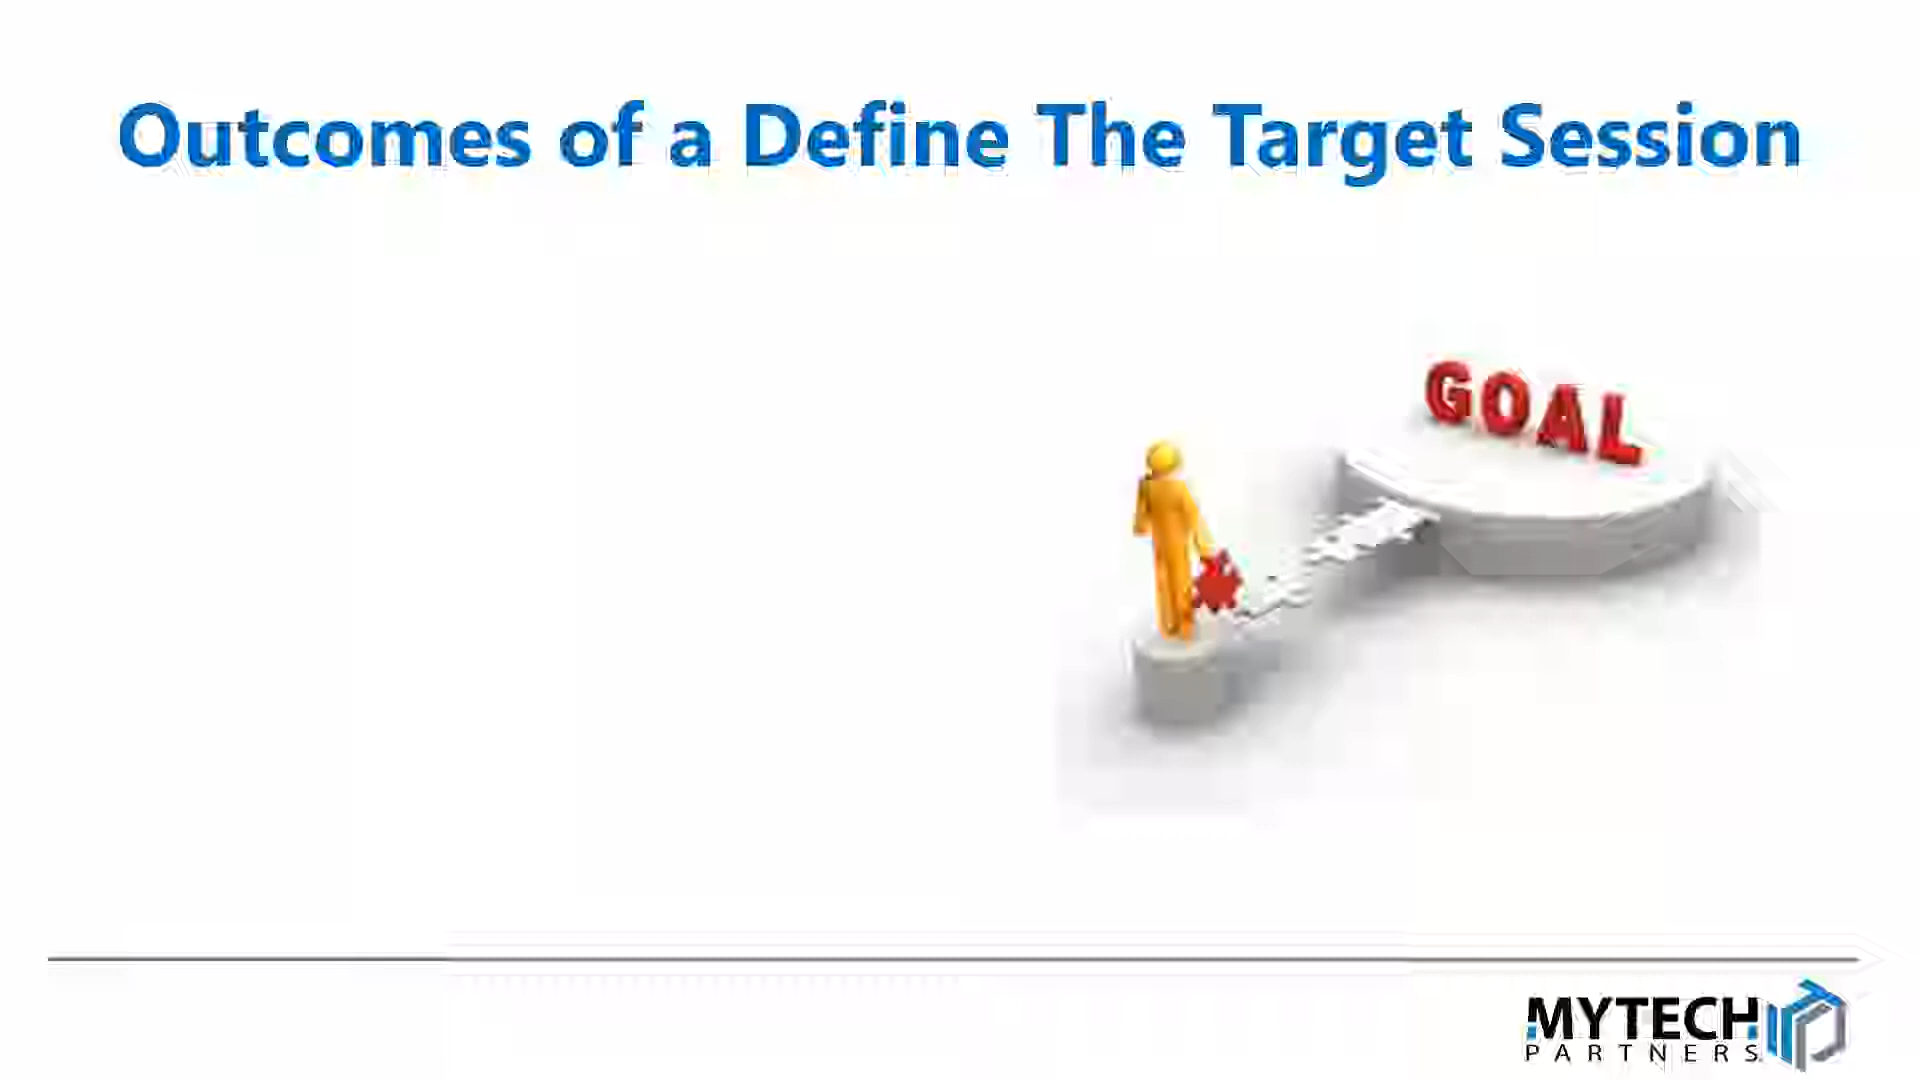 Outcomes of a Define The Target Session
GOAL
MYTECH
PARTNERS